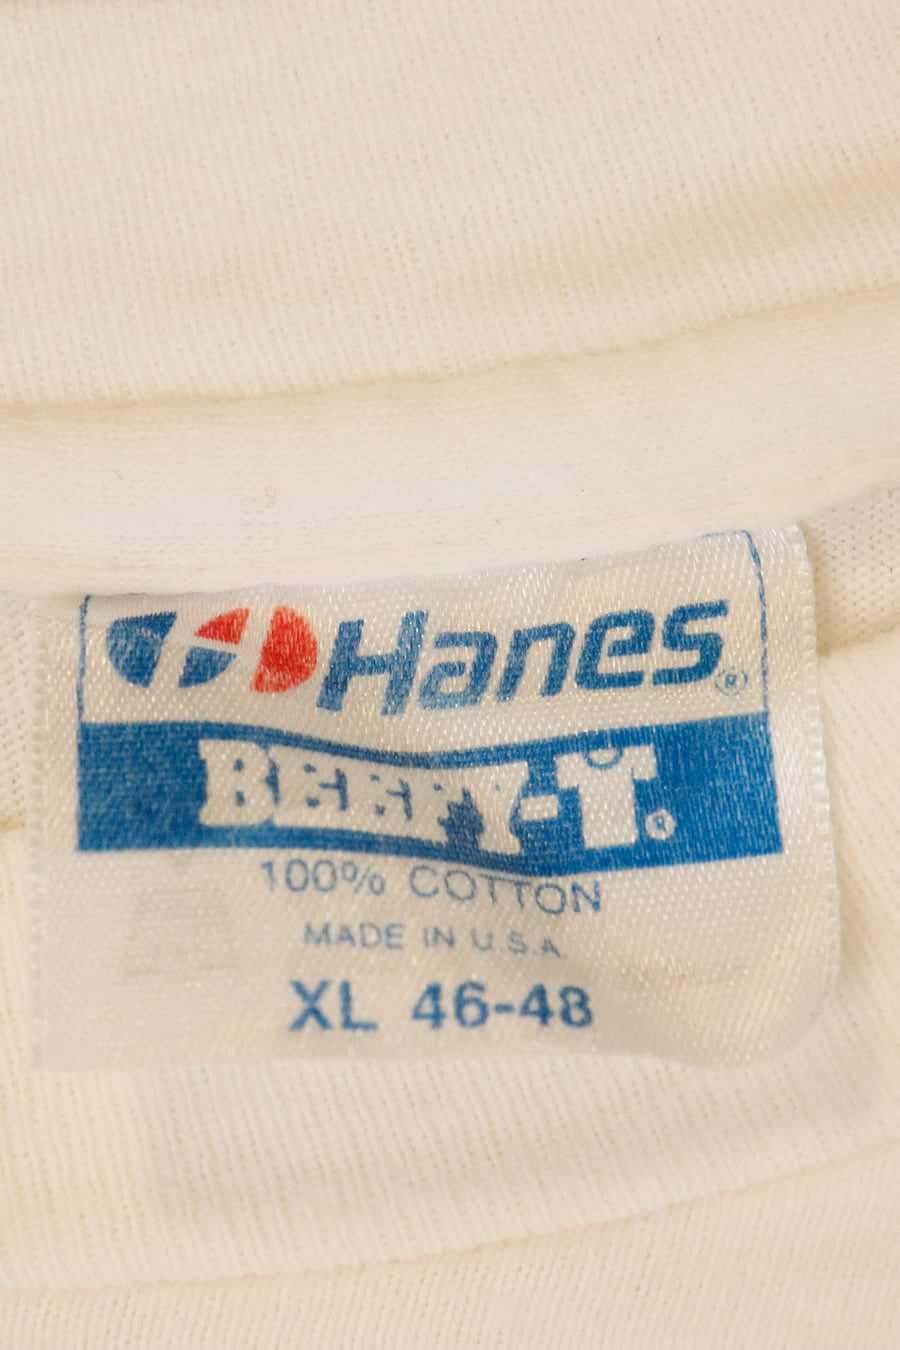 Hanes®
BEEFY-T®
100% COTTON
MADE IN U.S.A.
XL 46-48